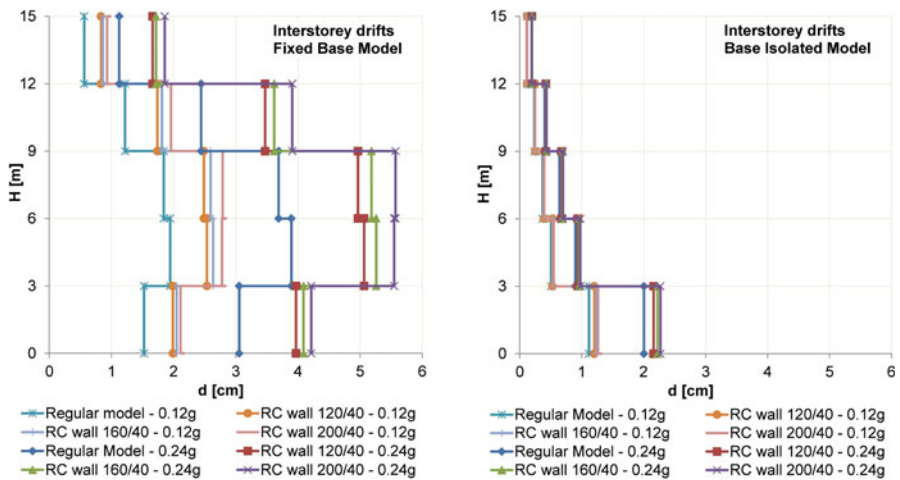 Interstorey drifts
Fixed Base Model
H [m]
15
12
9
6
3
0
0 1 2 3 4 5 6
d [cm]
Regular model - 0.12g
RC wall 120/40 - 0.12g
RC wall 160/40 - 0.12g
RC wall 200/40 - 0.12g
Regular Model - 0.24g
RC wall 120/40 - 0.24g
RC wall 160/40 - 0.24g
RC wall 200/40 - 0.24g
Interstorey drifts
Base Isolated Model
H [m]
15
12
9
6
3
0
0 1 2 3 4 5 6
d [cm]
Regular Model - 0.12g
RC wall 120/40 - 0.12g
RC wall 160/40 - 0.12g
RC wall 200/40 - 0.12g
Regular Model - 0.24g
RC wall 120/40 - 0.24g
RC wall 160/40 - 0.24g
RC wall 200/40 - 0.24g